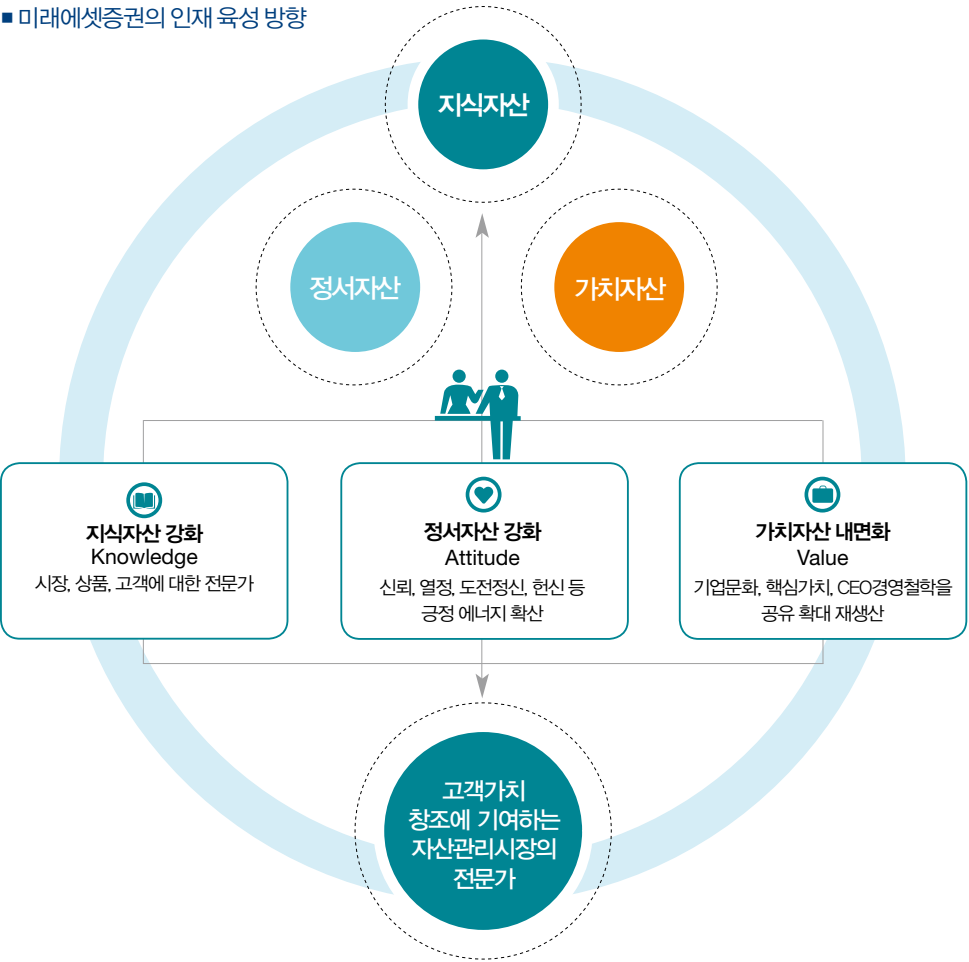 ■ 미래에셋증권의 인재 육성 방향
지식자산
정서자산
가치자산
지식자산 강화
Knowledge
시장, 상품, 고객에 대한 전문가
정서자산 강화
Attitude
신뢰, 열정, 도전정신, 헌신 등
긍정 에너지 확산
가치자산 내면화
Value
기업문화, 핵심가치, CEO경영철학을
공유 확대 재생산
고객가치
창조에 기여하는
자산관리시장의
전문가